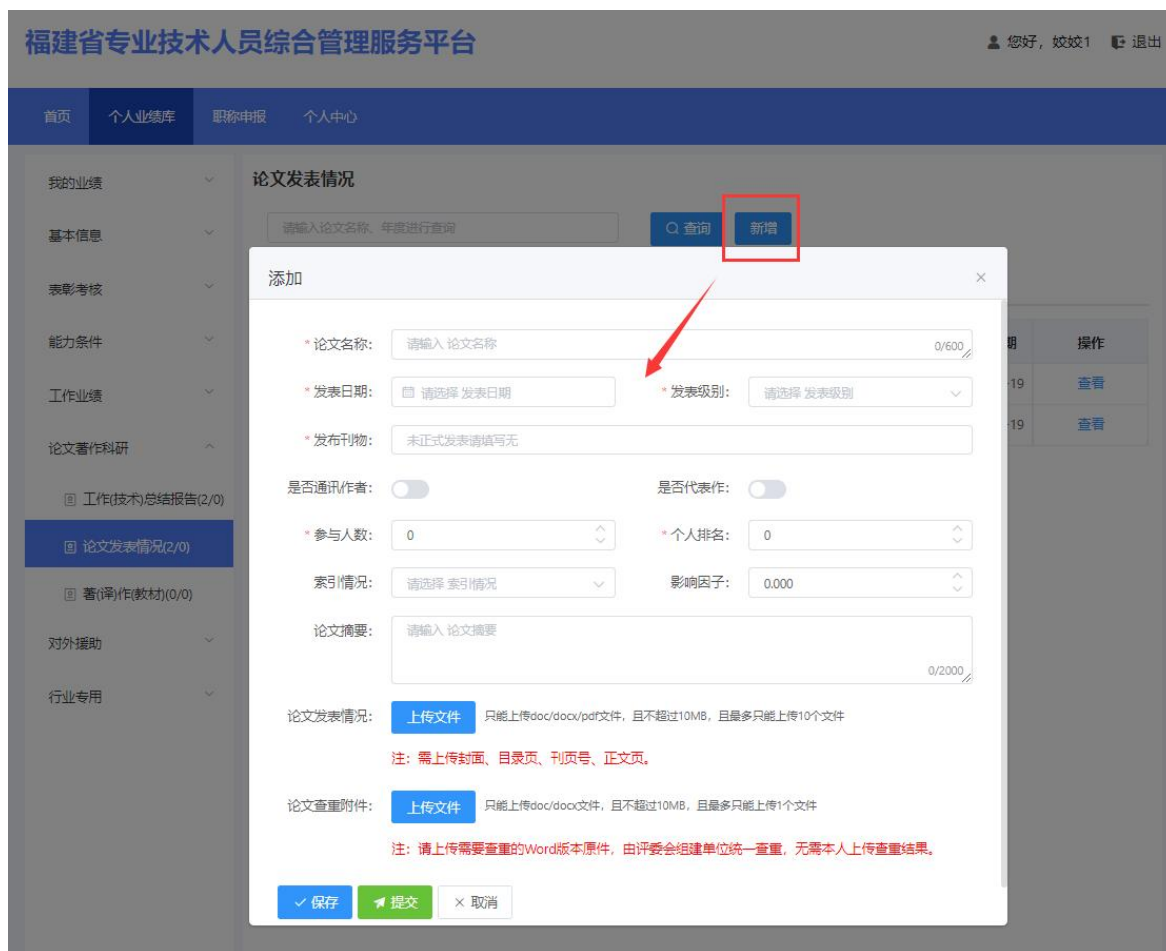 福建省专业技术人员综合管理服务平台
您好，姣姣1 退出
首页 个人业绩库 职称申报 个人中心
我的业绩
基本信息
表彰考核
能力条件
工作业绩
论文著作科研
工作(技术)总结报告(2/0)
论文发表情况(2/0)
著(译)作(教材)(0/0)
对外援助
行业专用
论文发表情况
请输入论文名称、年度进行查询 查询 新增
期 操作
-19 查看
-19 查看
添加
* 论文名称: 请输入 论文名称 0/600
* 发表日期: 请选择 发表日期 * 发表级别: 请选择 发表级别
* 发布刊物: 未正式发表请填写无
是否通讯作者: 是否代表作:
* 参与人数: 0 * 个人排名: 0
索引情况: 请选择 索引情况 影响因子: 0.000
论文摘要: 请输入 论文摘要
0/2000
论文发表情况: 上传文件 只能上传doc/docx/pdf文件，且不超过10MB，且最多只能上传10个文件
注：需上传封面、目录页、刊页号、正文页。
论文查重附件: 上传文件 只能上传doc/docx文件，且不超过10MB，且最多只能上传1个文件
注：请上传需要查重的Word版本原件，由评委会组建单位统一查重，无需本人上传查重结果。
保存 提交 取消